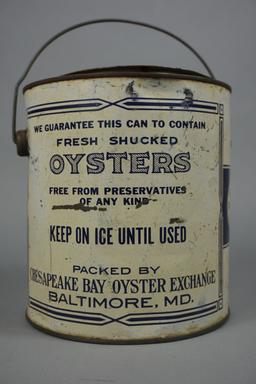 WE GUARANTEE THIS CAN TO CONTAIN
FRESH SHUCKED
OYSTERS
FREE FROM PRESERVATIVES
OF ANY KIND
KEEP ON ICE UNTIL USED
PACKED BY
CHESAPEAKE BAY OYSTER EXCHANGE
BALTIMORE, MD.